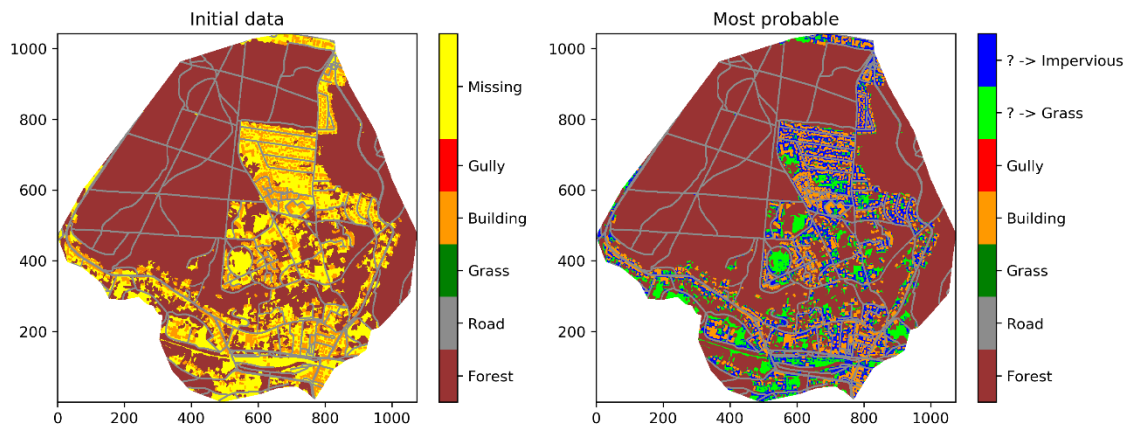 Initial data
1000
800
600
400
200
0
200
400
600
800
1000
Missing
Gully
Building
Grass
Road
Forest
Most probable
1000
800
600
400
200
0
200
400
600
800
1000
? -> Impervious
? -> Grass
Gully
Building
Grass
Road
Forest